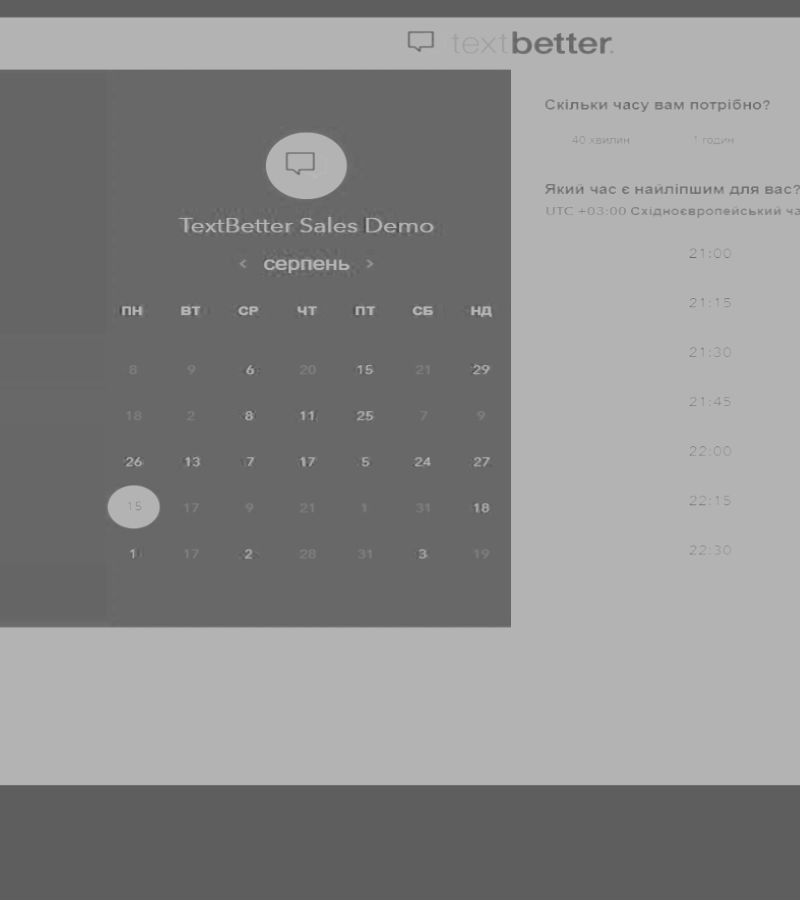 textbetter.
TextBetter Sales Demo
< серпень >
ПН ВТ СР ЧТ ПТ СБ НД
8 9 6 20 15 21 29
18 2 8 11 25 7 9
26 13 7 17 5 24 27
15 17 9 21 1 31 18
1 17 2 28 31 3 19
Скільки часу вам потрібно?
40 хвилин 1 годин
Який час є найліпшим для вас?
UTC +03:00 Східноєвропейський ча
21:00
21:15
21:30
21:45
22:00
22:15
22:30